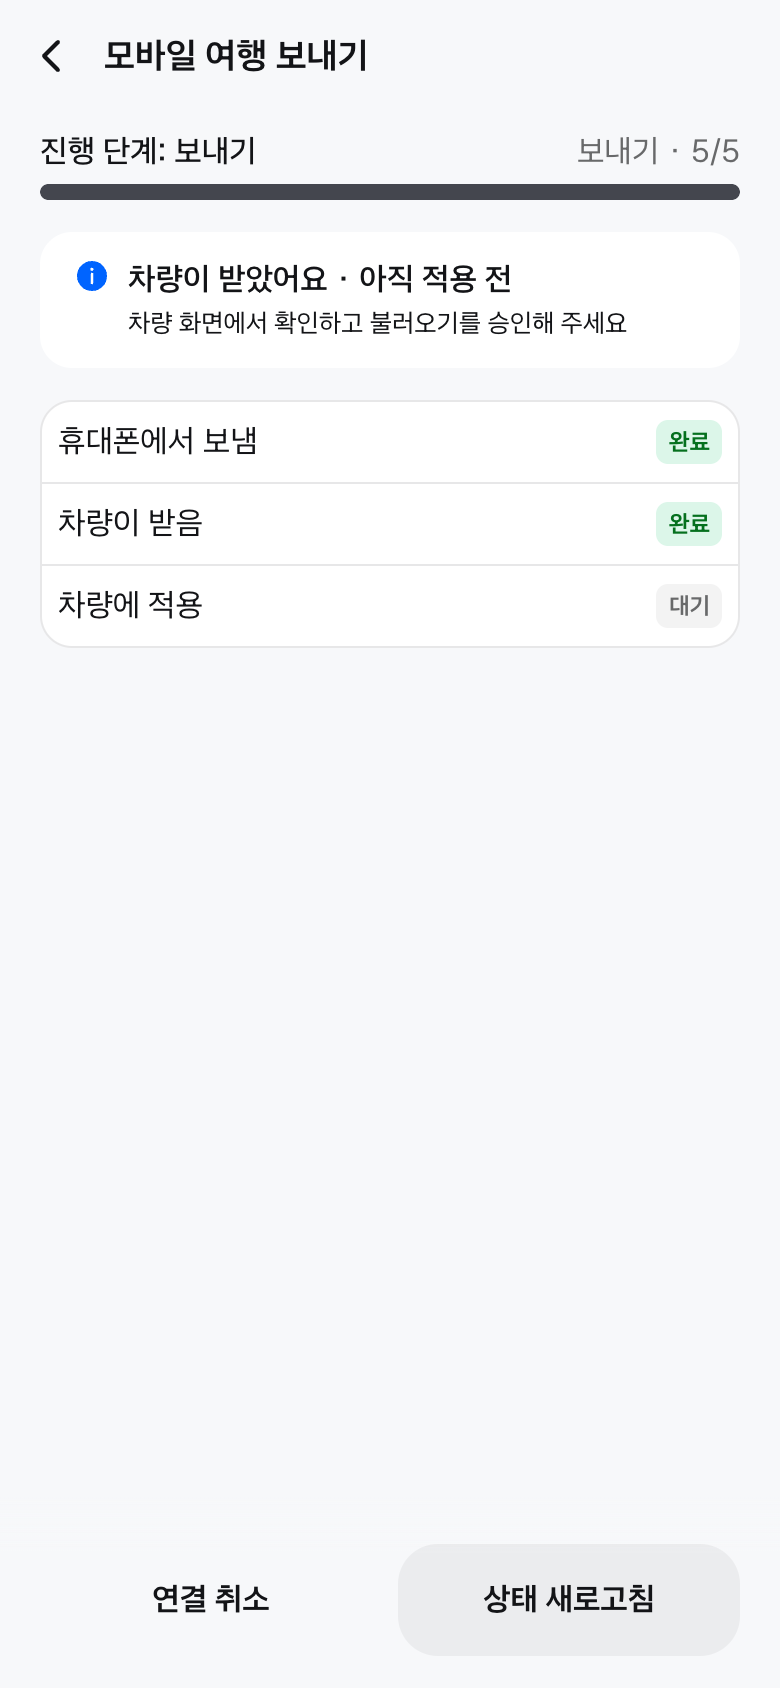 모바일 여행 보내기
진행 단계: 보내기
보내기 · 5/5
차량이 받았어요 · 아직 적용 전
차량 화면에서 확인하고 불러오기를 승인해 주세요
휴대폰에서 보냄
완료
차량이 받음
완료
차량에 적용
대기
연결 취소
상태 새로고침